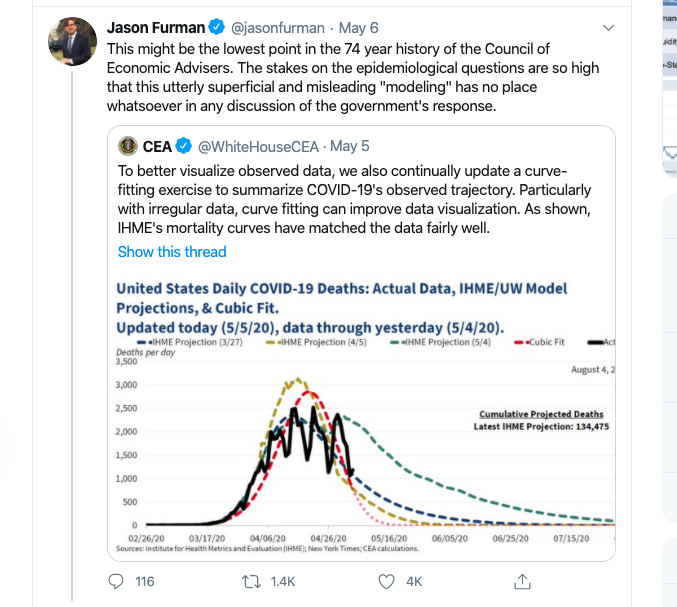 Jason Furman @jasonfurman · May 6
This might be the lowest point in the 74 year history of the Council of
Economic Advisers. The stakes on the epidemiological questions are so high
that this utterly superficial and misleading "modeling" has no place
whatsoever in any discussion of the government's response.
CEA @WhiteHouseCEA · May 5
To better visualize observed data, we also continually update a curve-
fitting exercise to summarize COVID-19's observed trajectory. Particularly
with irregular data, curve fitting can improve data visualization. As shown,
IHME's mortality curves have matched the data fairly well.
Show this thread
United States Daily COVID-19 Deaths: Actual Data, IHME/UW Model
Projections, & Cubic Fit.
Updated today (5/5/20), data through yesterday (5/4/20).
IHME Projection (3/27) IHME Projection (4/5) IHME Projection (5/4) Cubic Fit Act
Deaths per day
3,500
August 4, 2
3,000
2,500
Cumulative Projected Deaths
Latest IHME Projection: 134,475
2,000
1,500
1,000
500
0
02/26/20 03/17/20 04/06/20 04/26/20 05/16/20 06/05/20 06/25/20 07/15/20
Sources: Institute for Health Metrics and Evaluation (IHME); New York Times; CEA calculations.
116 1.4K 4K